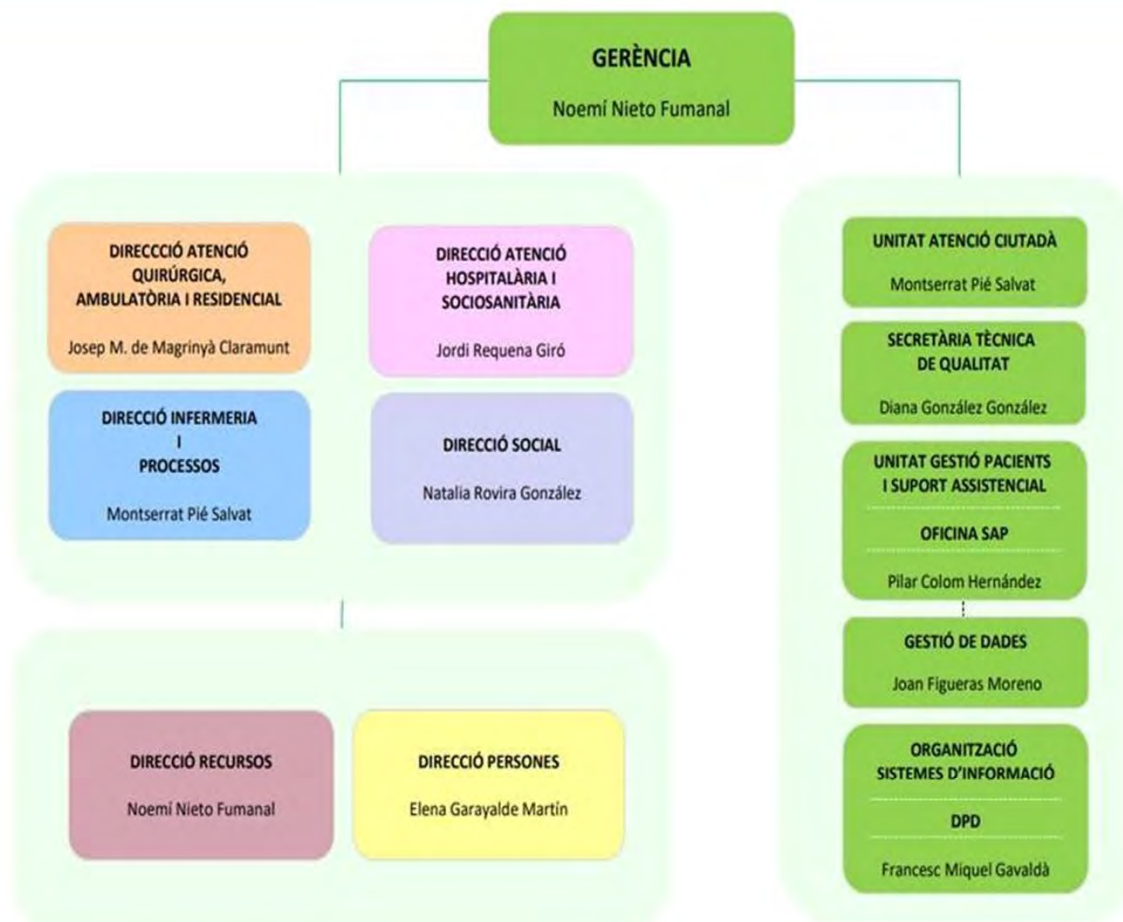 GERÈNCIA
Noemí Nieto Fumanal
DIRECCCIÓ ATENCIÓ
QUIRÚRGICA,
AMBULATÒRIA I RESIDENCIAL
Josep M. de Magrinyà Claramunt
DIRECCIÓ ATENCIÓ
HOSPITALÀRIA I
SOCIOSANITÀRIA
Jordi Requena Giró
DIRECCIÓ INFERMERIA
I
PROCESSOS
Montserrat Pié Salvat
DIRECCIÓ SOCIAL
Natalia Rovira González
DIRECCIÓ RECURSOS
Noemí Nieto Fumanal
DIRECCIÓ PERSONES
Elena Garayalde Martín
UNITAT ATENCIÓ CIUTADÀ
Montserrat Pié Salvat
SECRETÀRIA TÈCNICA
DE QUALITAT
Diana González González
UNITAT GESTIÓ PACIENTS
I SUPORT ASSISTENCIAL
OFICINA SAP
Pilar Colom Hernández
GESTIÓ DE DADES
Joan Figueras Moreno
ORGANITZACIÓ
SISTEMES D'INFORMACIÓ
DPD
Francesc Miquel Gavaldà